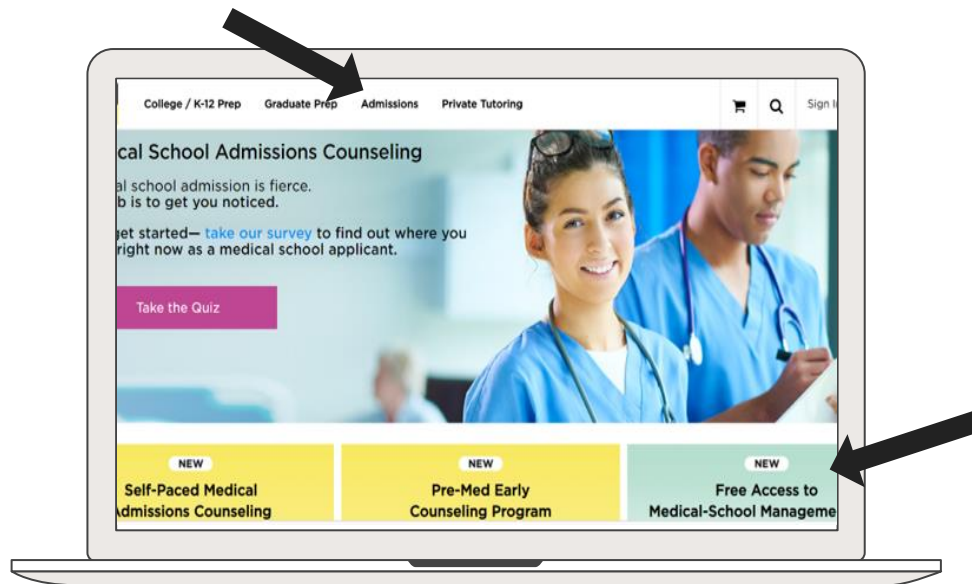 College / K-12 Prep Graduate Prep Admissions Private Tutoring Sign I
cal School Admissions Counseling
al school admission is fierce.
b is to get you noticed.
get started— take our survey to find out where you
right now as a medical school applicant.
Take the Quiz
NEW
Self-Paced Medical
dmissions Counseling
NEW
Pre-Med Early
Counseling Program
NEW
Free Access to
Medical-School Manageme